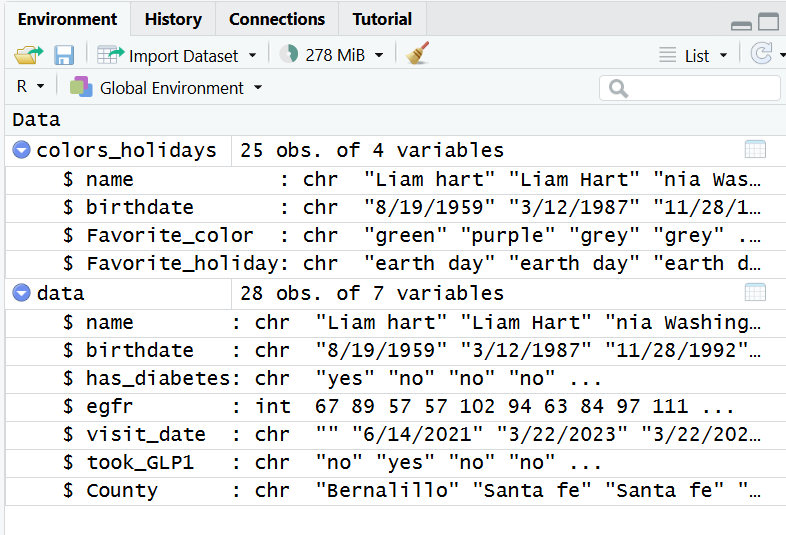 Environment History Connections Tutorial
Import Dataset 278 MiB List
R Global Environment
Data
colors_holidays 25 obs. of 4 variables
$ name : chr "Liam hart" "Liam Hart" "nia Was…
$ birthdate : chr "8/19/1959" "3/12/1987" "11/28/1…
$ Favorite_color : chr "green" "purple" "grey" "grey" .…
$ Favorite_holiday: chr "earth day" "earth day" "earth d…
data 28 obs. of 7 variables
$ name : chr "Liam hart" "Liam Hart" "nia Washing…
$ birthdate : chr "8/19/1959" "3/12/1987" "11/28/1992"…
$ has_diabetes: chr "yes" "no" "no" "no" ...
$ egfr : int 67 89 57 57 102 94 63 84 97 111 ...
$ visit_date : chr "" "6/14/2021" "3/22/2023" "3/22/202…
$ took_GLP1 : chr "no" "yes" "no" "no" ...
$ County : chr "Bernalillo" "Santa fe" "Santa fe" "…